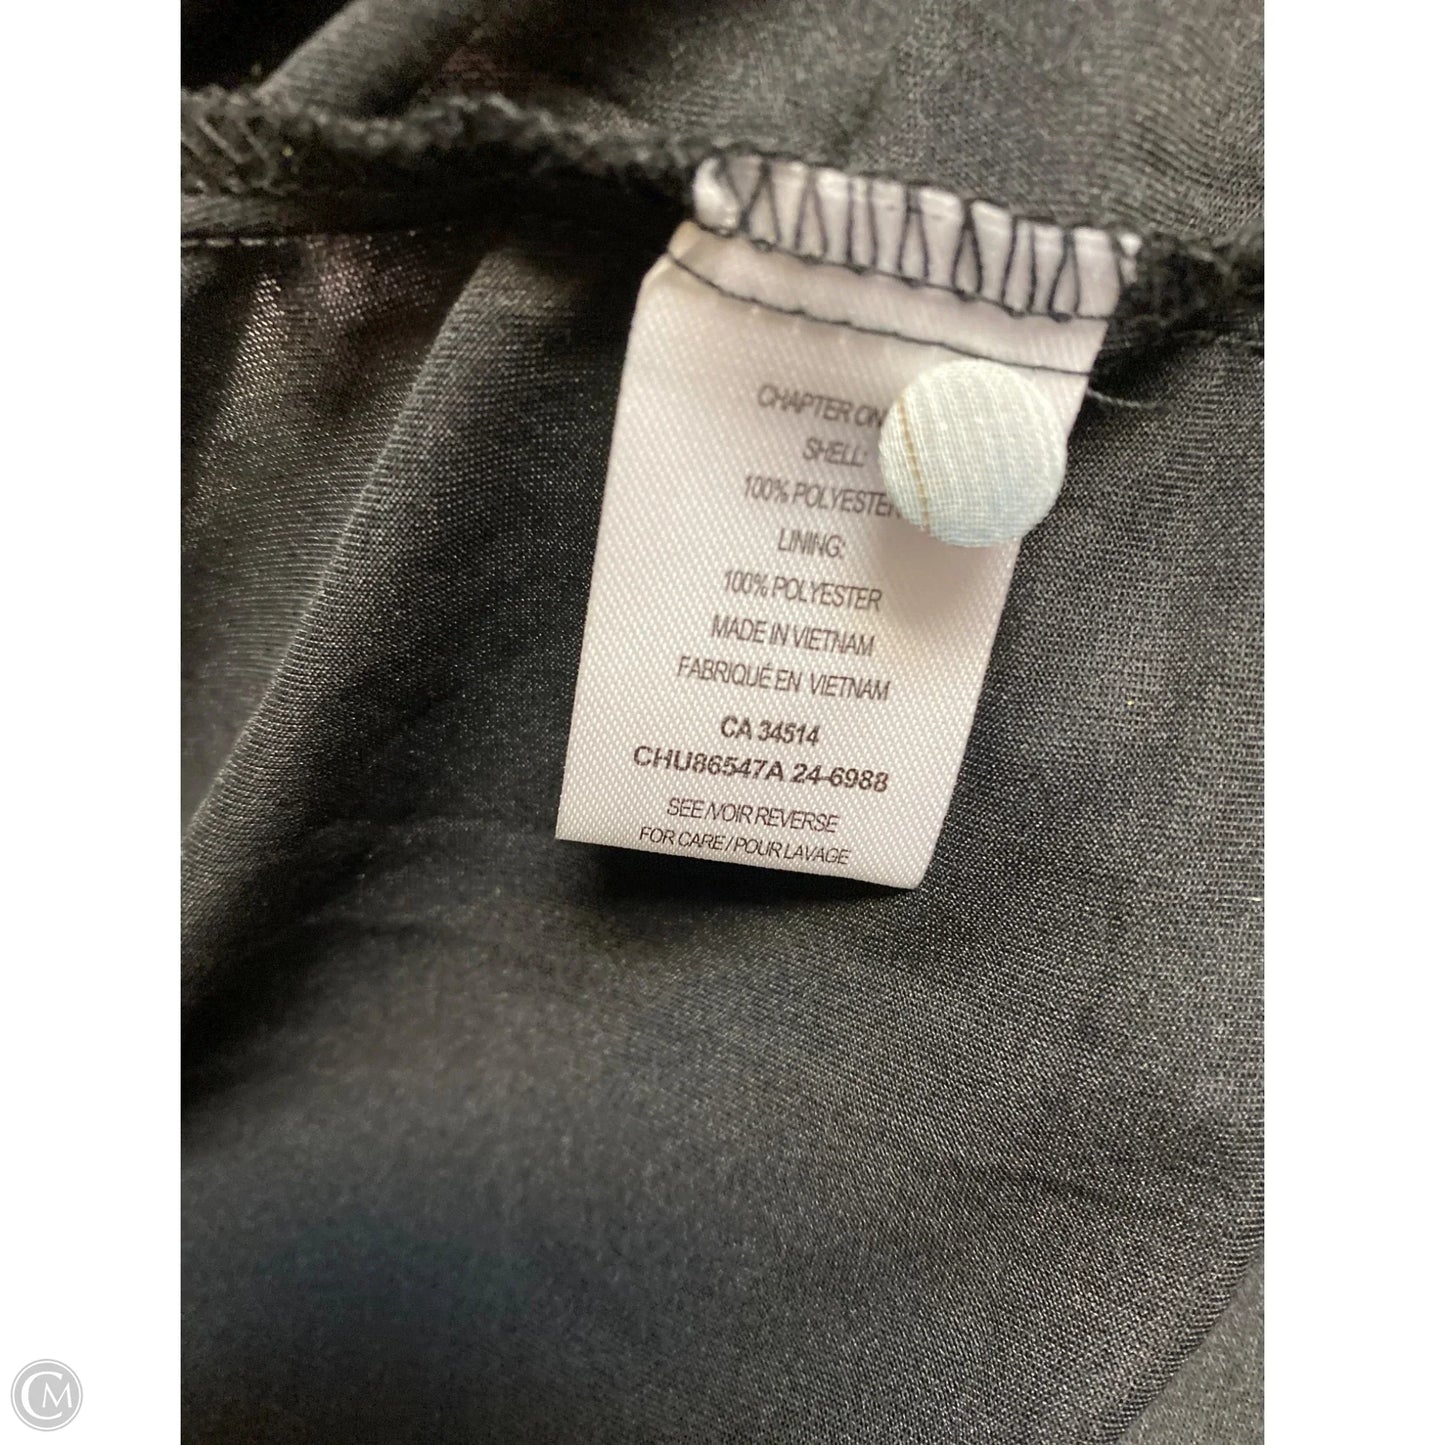 CHAPTER ON
SHELL:
100% POLYESTER
LINING:
100% POLYESTER
MADE IN VIETNAM
FABRIQUÉ EN VIETNAM
CA 34514
CHU86547A 24-6988
SEE/VOIR REVERSE
FOR CARE/POUR LAVAGE
CM